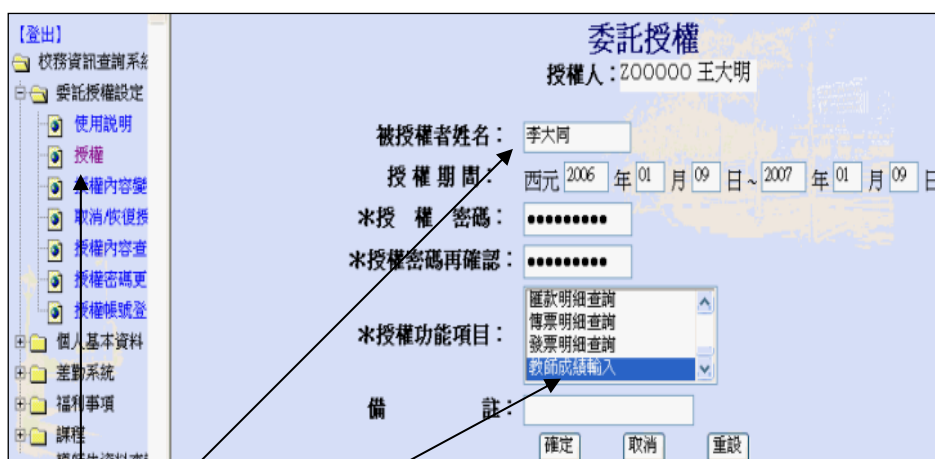 【登出】
校務資訊查詢系統
委託授權設定
使用說明
授權
授權內容變
取消/恢復授
授權內容查
授權密碼更
授權帳號登
個人基本資料
差勤系統
福利事項
課程
委託授權
授權人：Z00000 王大明
被授權者姓名： 李大同
授權期間： 西元 2006 年 01 月 09 日~ 2007 年 01 月 09 日
*授 權 密碼： •••••••••
*授權密碼再確認： •••••••••
*授權功能項目：
匯款明細查詢
傳票明細查詢
發票明細查詢
教師成績輸入
備 註：
確定 取消 重設